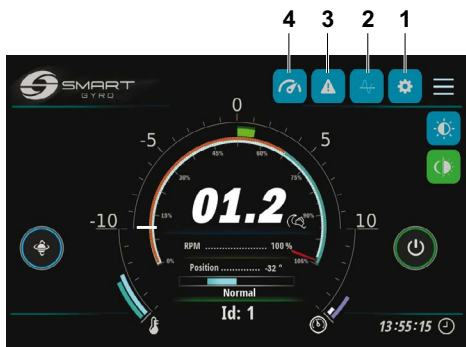 4 3 2 1
SMART
GYRO
0
-5 5
45% 60%
30% 75%
-10 15% 01.2 90% 10
RPM .................. 100 %
0% 106%
Position ............. -32 °
Normal
Id: 1
13:55:15